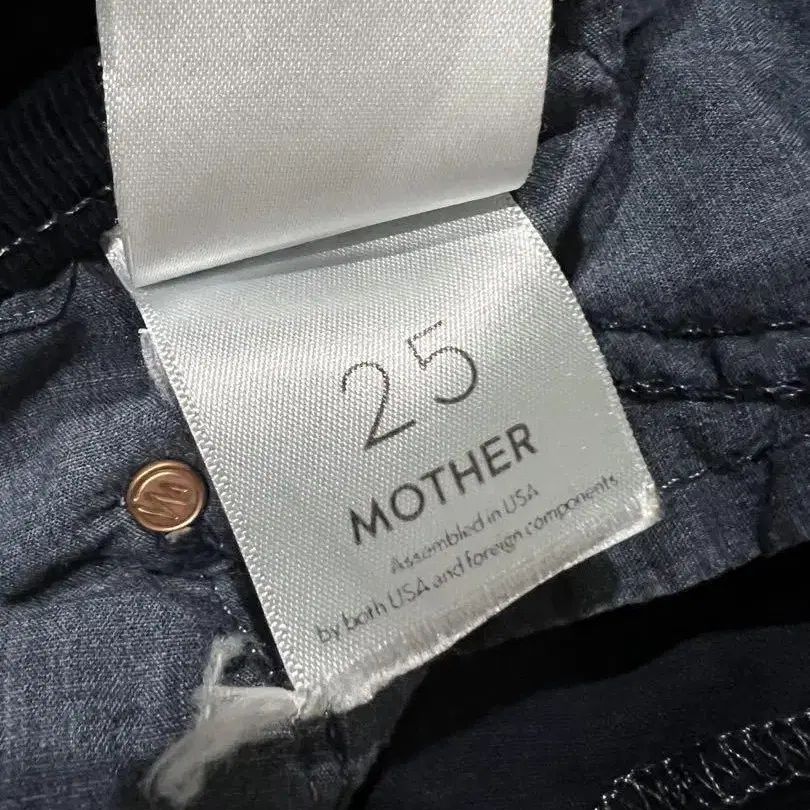 25
MOTHER
Assembled in USA
by both USA and foreign components